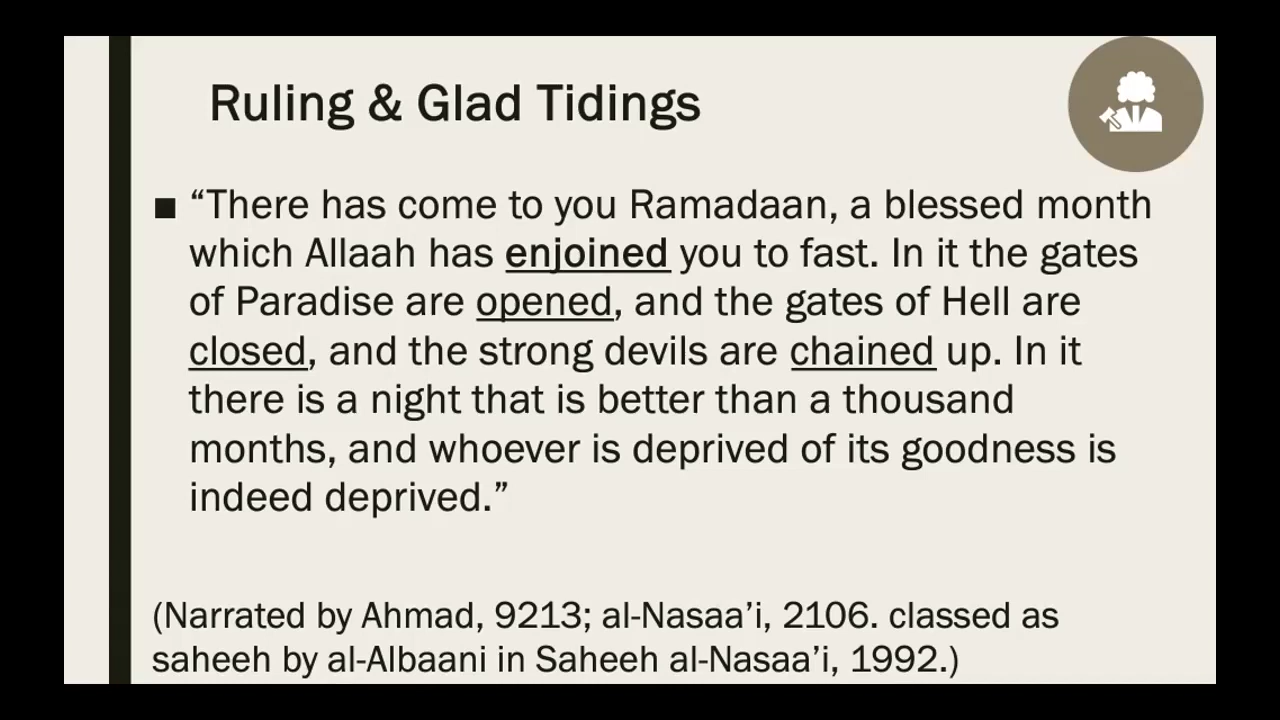 Ruling & Glad Tidings
■ “There has come to you Ramadaan, a blessed month
which Allaah has enjoined you to fast. In it the gates
of Paradise are opened, and the gates of Hell are
closed, and the strong devils are chained up. In it
there is a night that is better than a thousand
months, and whoever is deprived of its goodness is
indeed deprived.”
(Narrated by Ahmad, 9213; al-Nasaa’i, 2106. classed as
saheeh by al-Albaani in Saheeh al-Nasaa’i, 1992.)